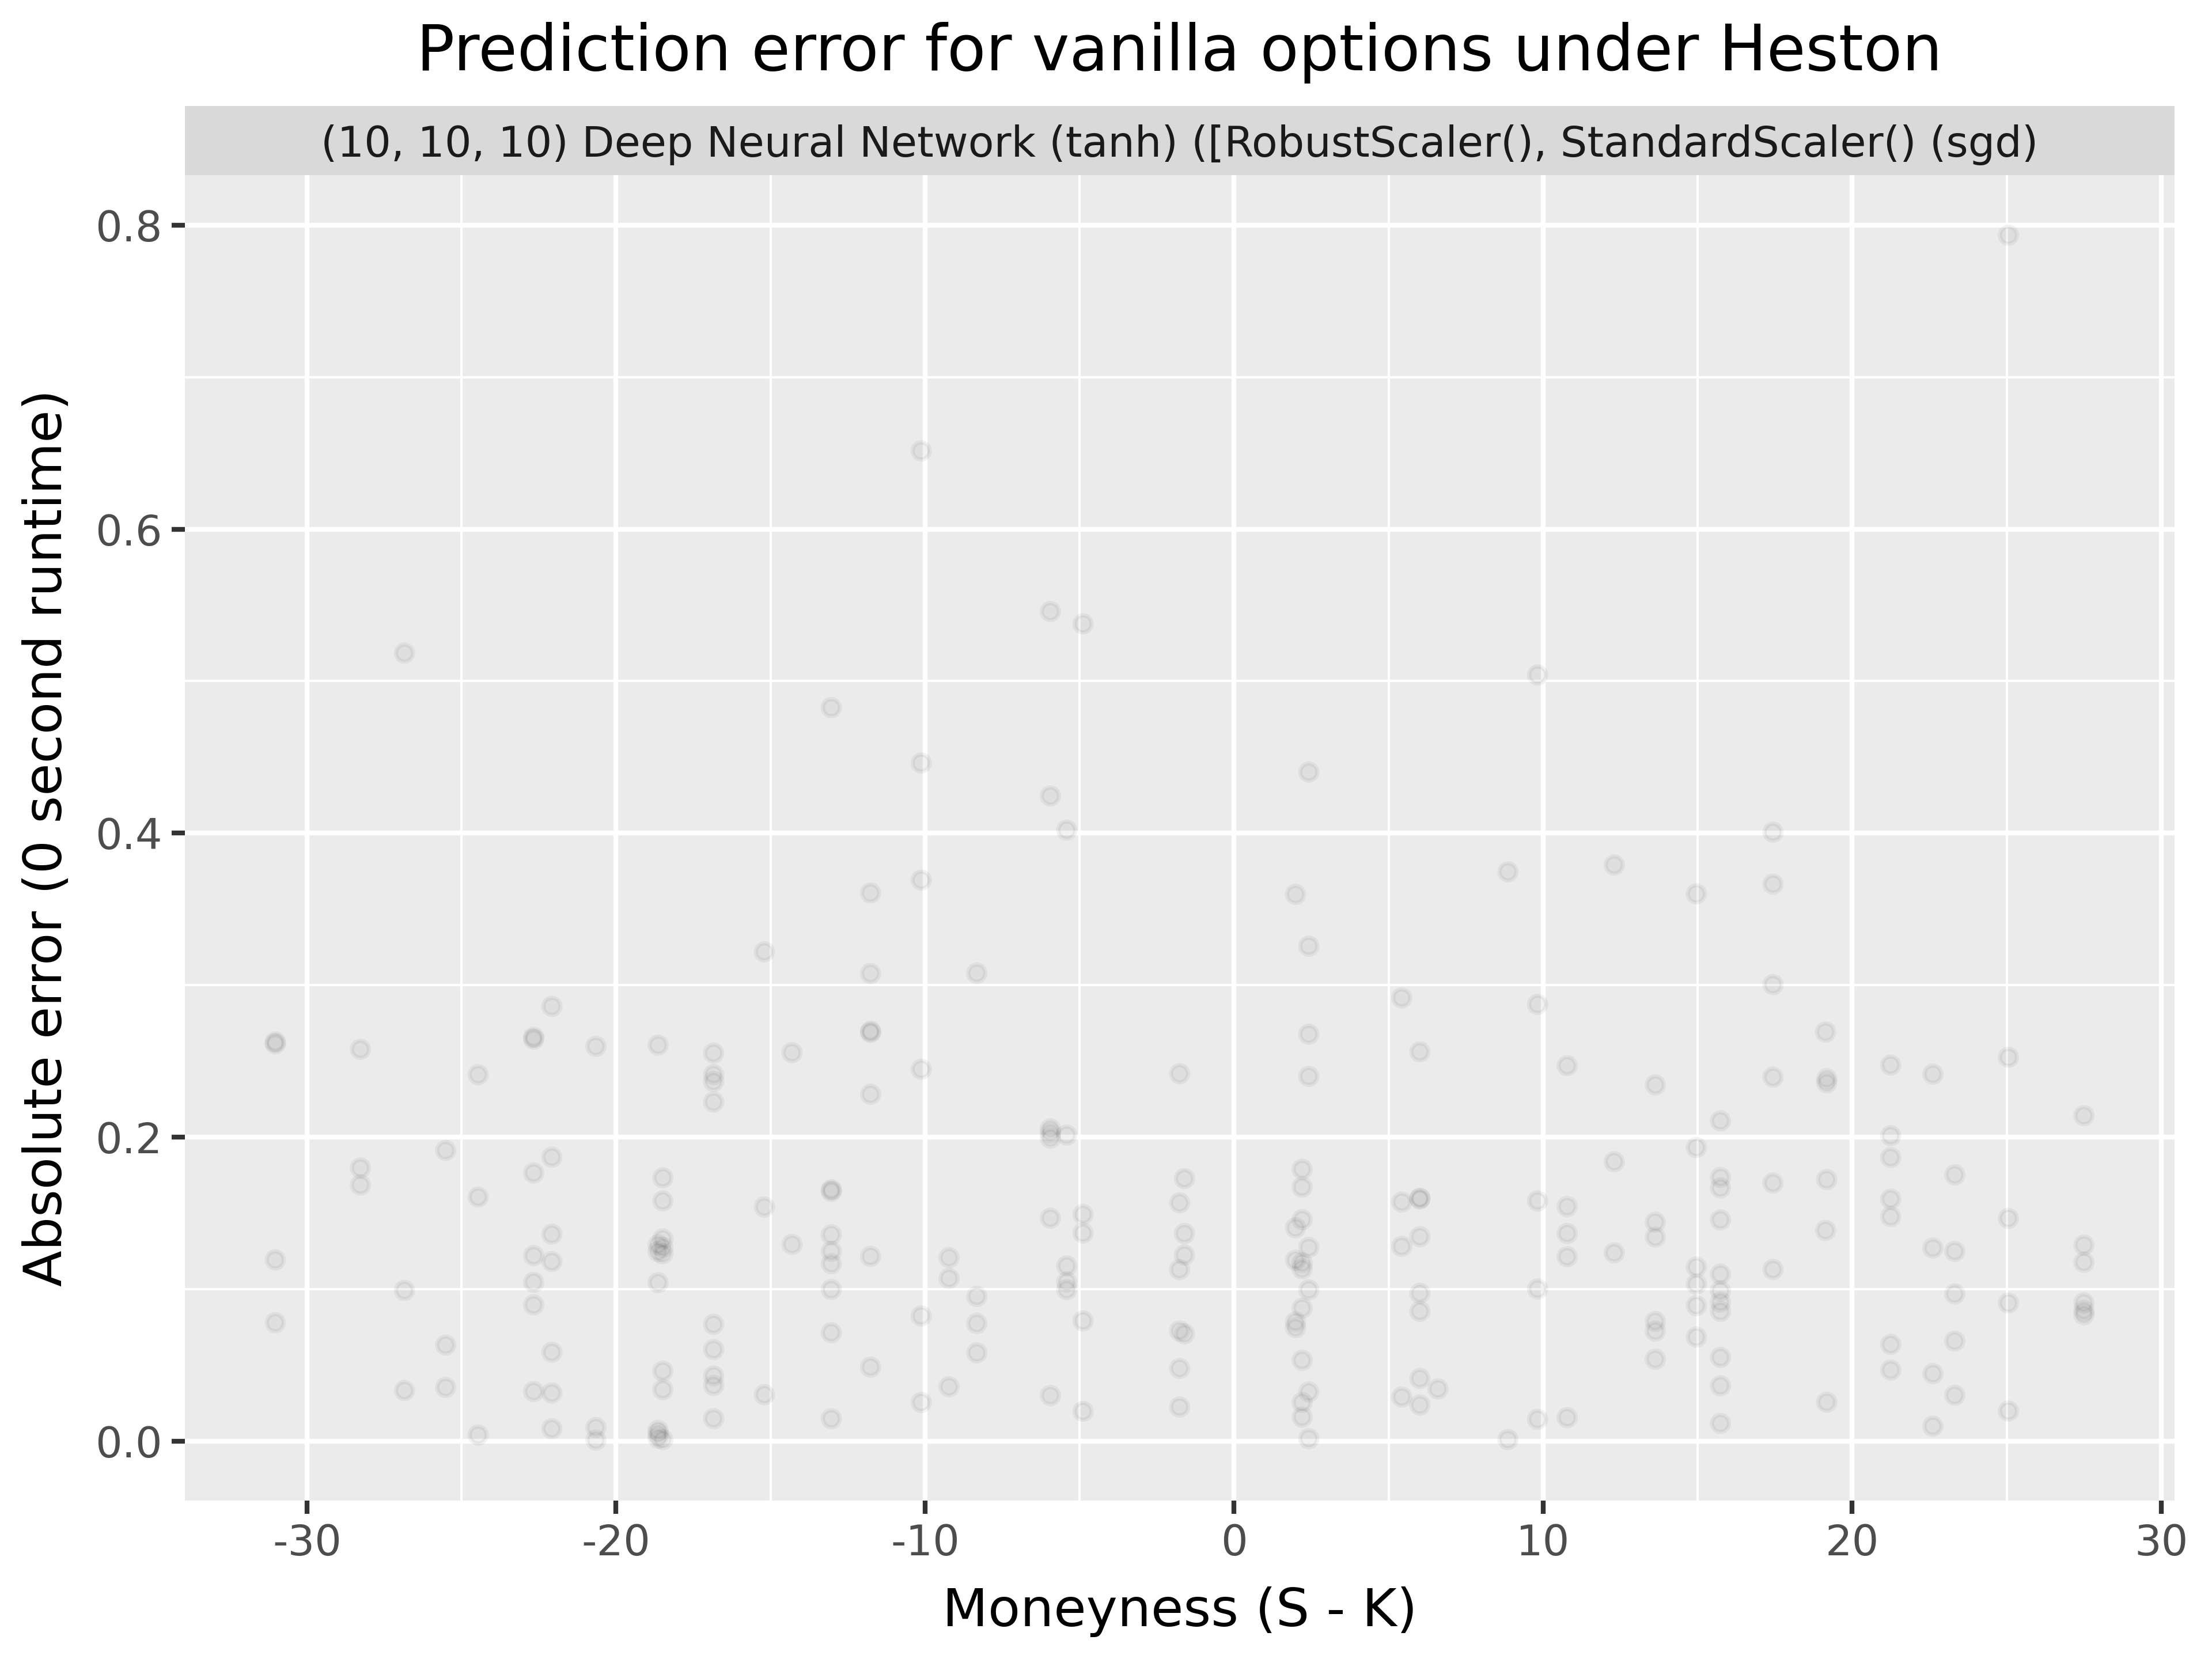 Prediction error for vanilla options under Heston
(10, 10, 10) Deep Neural Network (tanh) ([RobustScaler(), StandardScaler() (sgd)
Absolute error (0 second runtime)
0.8
0.6
0.4
0.2
0.0
-30 -20 -10 0 10 20 30
Moneyness (S - K)